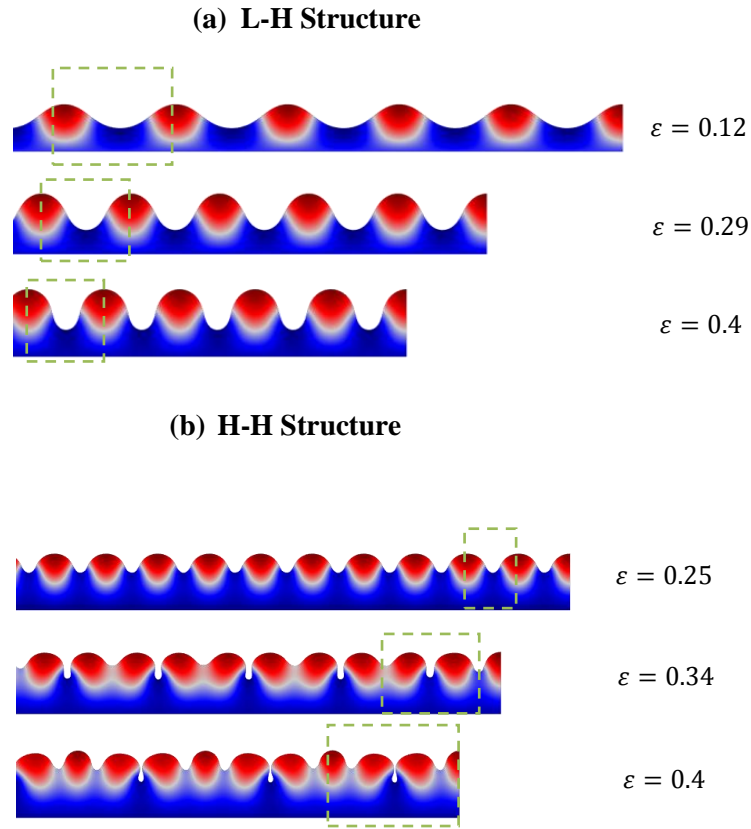 (a) L-H Structure
ε = 0.12
ε = 0.29
ε = 0.4
(b) H-H Structure
ε = 0.25
ε = 0.34
ε = 0.4